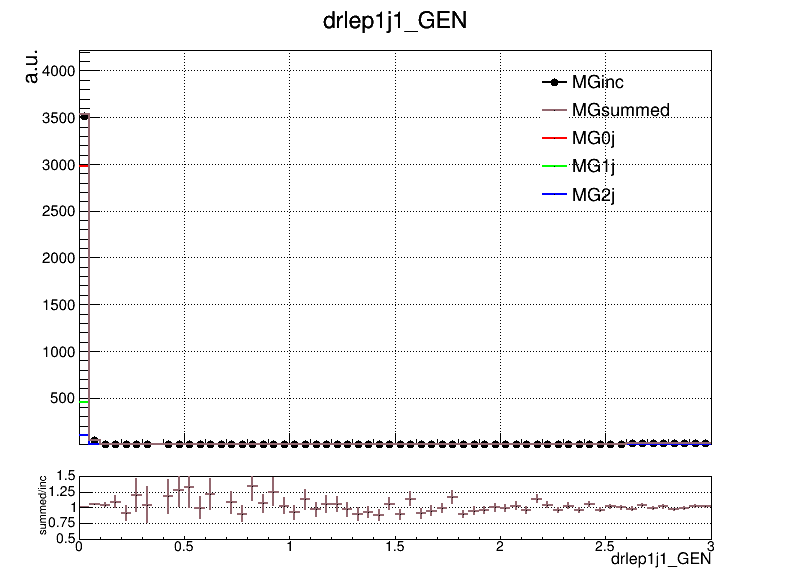 drlep1j1_GEN
a.u.
4000
3500
3000
2500
2000
1500
1000
500
MGinc
MGsummed
MG0j
MG1j
MG2j
summed/inc
1.5
1.25
1
0.75
0.5
0 0.5 1 1.5 2 2.5 3
drlep1j1_GEN